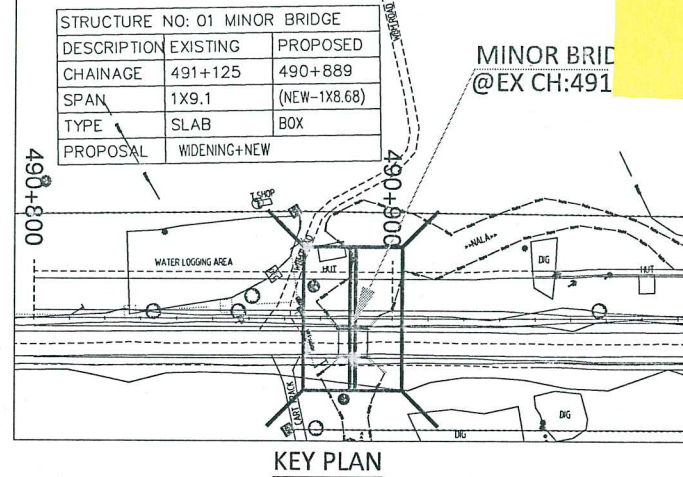 STRUCTURE NO: 01 MINOR BRIDGE
DESCRIPTION EXISTING PROPOSED
CHAINAGE 491+125 490+889
SPAN 1X9.1 (NEW-1X8.68)
TYPE SLAB BOX
PROPOSAL WIDENING+NEW
MINOR BRID
@EX CH:491
490+800
490+900
T.SHOP
WATER LOGGING AREA
HUT
NALA
DIG
HUT
CART TRACK
DIG
DIG
KEY PLAN